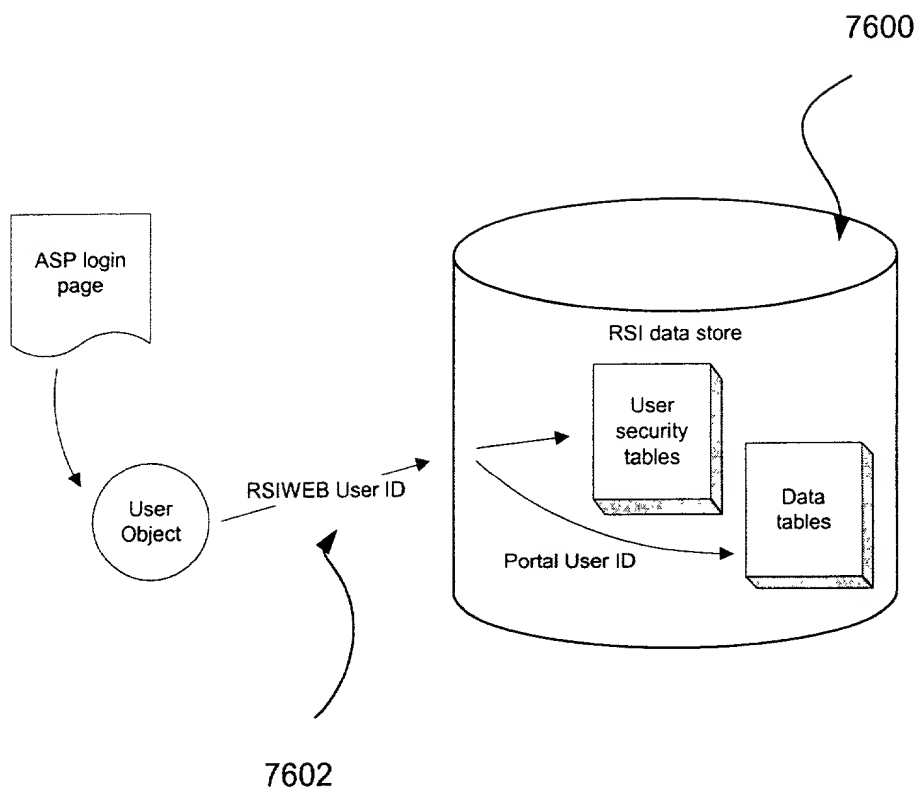 7600
ASP login
page
RSI data store
User
security
tables
RSIWEB User ID
User
Object
Data
tables
Portal User ID
7602